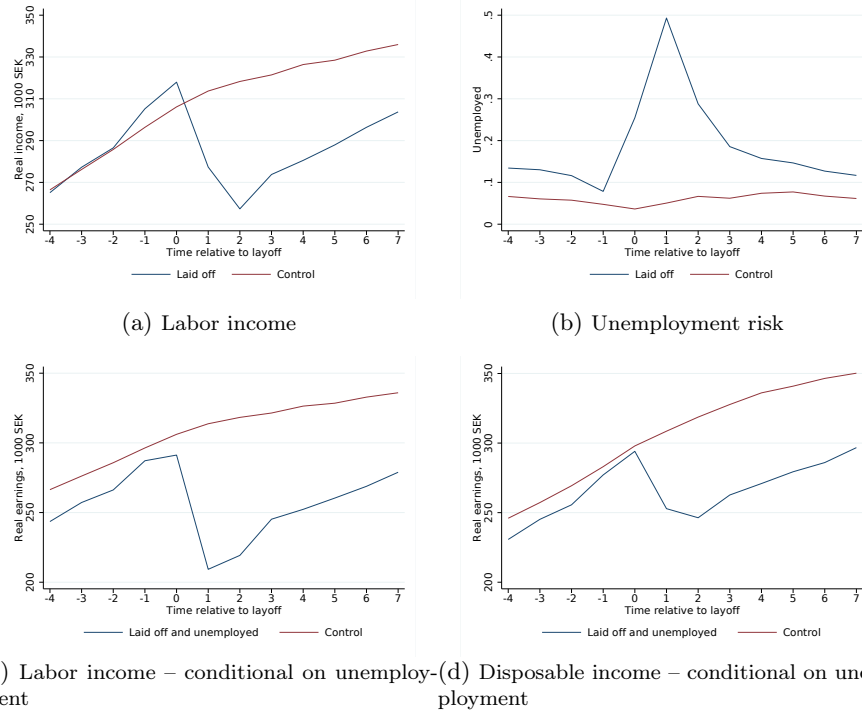 350
330
310
290
270
250
Real income, 1000 SEK
-4 -3 -2 -1 0 1 2 3 4 5 6 7
Time relative to layoff
Laid off Control
(a) Labor income
.5
.4
.3
.2
.1
0
Unemployed
-4 -3 -2 -1 0 1 2 3 4 5 6 7
Time relative to layoff
Laid off Control
(b) Unemployment risk
350
300
250
200
Real earnings, 1000 SEK
-4 -3 -2 -1 0 1 2 3 4 5 6 7
Time relative to layoff
Laid off and unemployed Control
) Labor income – conditional on unemploy-
ent
350
300
250
200
Real earnings, 1000 SEK
-4 -3 -2 -1 0 1 2 3 4 5 6 7
Time relative to layoff
Laid off and unemployed Control
(d) Disposable income – conditional on une
ployment